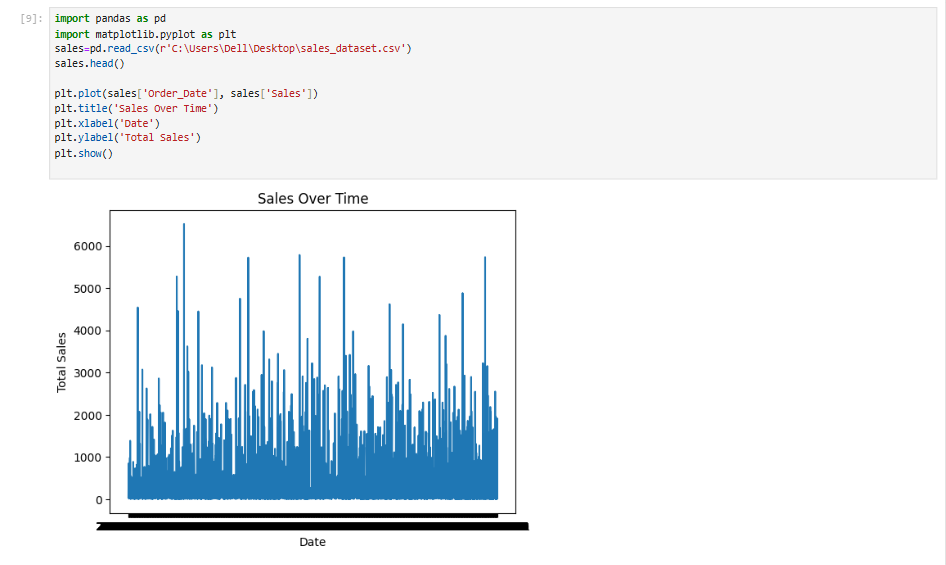 [9]:
import pandas as pd
import matplotlib.pyplot as plt
sales=pd.read_csv(r'C:\Users\Dell\Desktop\sales_dataset.csv')
sales.head()
plt.plot(sales['Order_Date'], sales['Sales'])
plt.title('Sales Over Time')
plt.xlabel('Date')
plt.ylabel('Total Sales')
plt.show()
Sales Over Time
Total Sales
6000
5000
4000
3000
2000
1000
0
Date